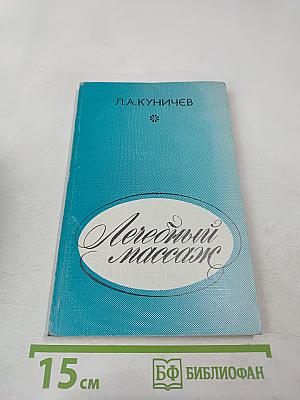 Л.А.КУНИЧЕВ
*
Лечебный
массаж
15 см
БФ БИБЛИОФАН